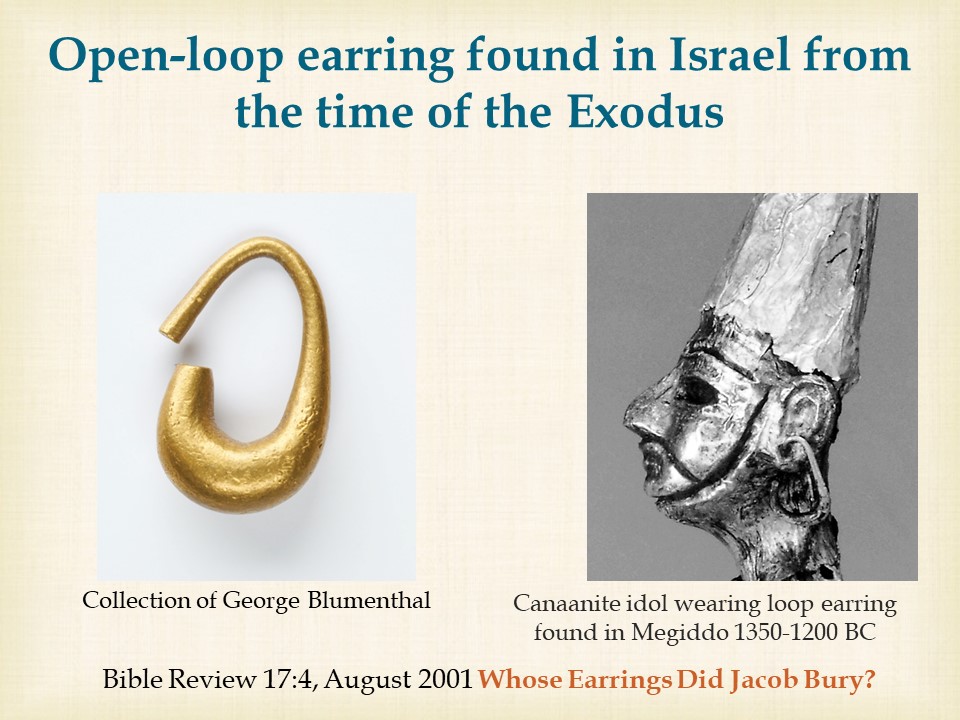 Open-loop earring found in Israel from
the time of the Exodus
Collection of George Blumenthal
Canaanite idol wearing loop earring
found in Megiddo 1350-1200 BC
Bible Review 17:4, August 2001 Whose Earrings Did Jacob Bury?